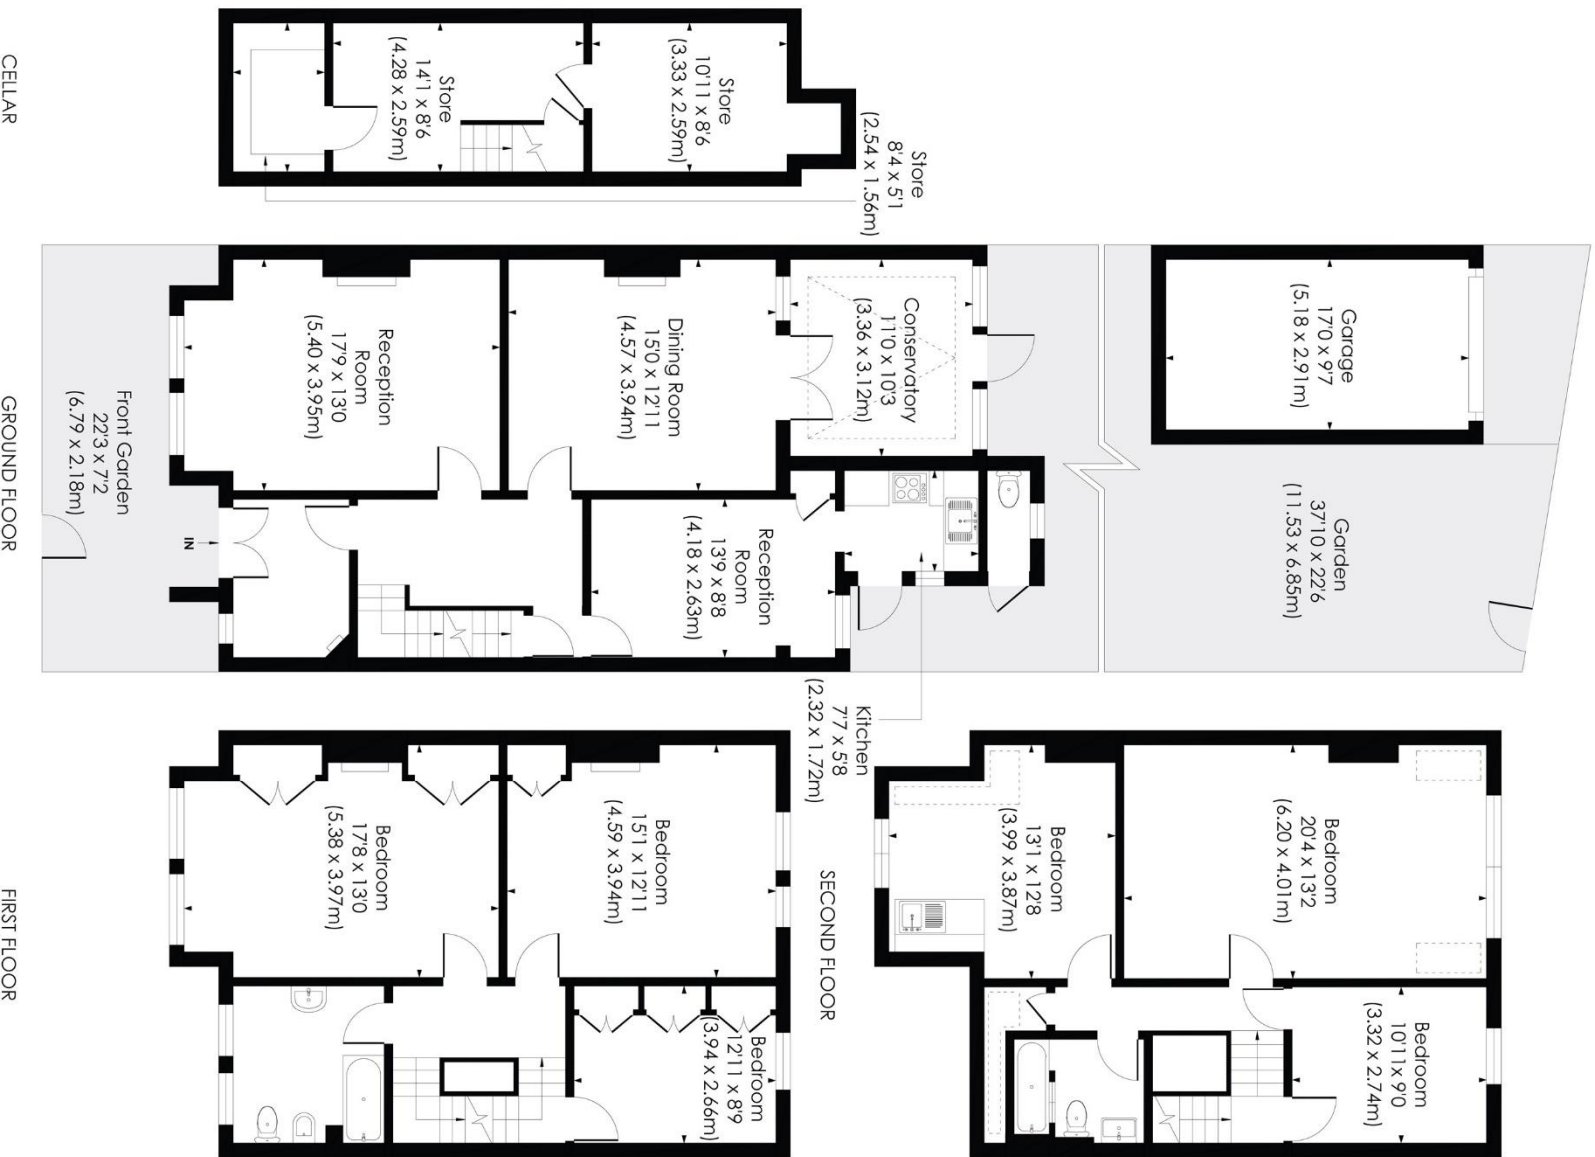 CELLAR
Store
14'1 x 8'6
(4.28 x 2.59m)
Store
10'11 x 8'6
(3.33 x 2.59m)
Store
8'4 x 5'1
(2.54 x 1.56m)
GROUND FLOOR
Front Garden
22'3 x 7'2
(6.79 x 2.18m)
IN
Reception
Room
17'9 x 13'0
(5.40 x 3.95m)
Dining Room
15'0 x 12'11
(4.57 x 3.94m)
Conservatory
11'0 x 10'3
(3.36 x 3.12m)
Reception
Room
13'9 x 8'8
(4.18 x 2.63m)
Kitchen
7'7 x 5'8
(2.32 x 1.72m)
Garage
17'0 x 9'7
(5.18 x 2.91m)
Garden
37'10 x 22'6
(11.53 x 6.85m)
FIRST FLOOR
Bedroom
17'8 x 13'0
(5.38 x 3.97m)
Bedroom
15'1 x 12'11
(4.59 x 3.94m)
Bedroom
12'11 x 8'9
(3.94 x 2.66m)
SECOND FLOOR
Bedroom
13'1 x 12'8
(3.99 x 3.87m)
Bedroom
20'4 x 13'2
(6.20 x 4.01m)
Bedroom
10'11x 9'0
(3.32 x 2.74m)